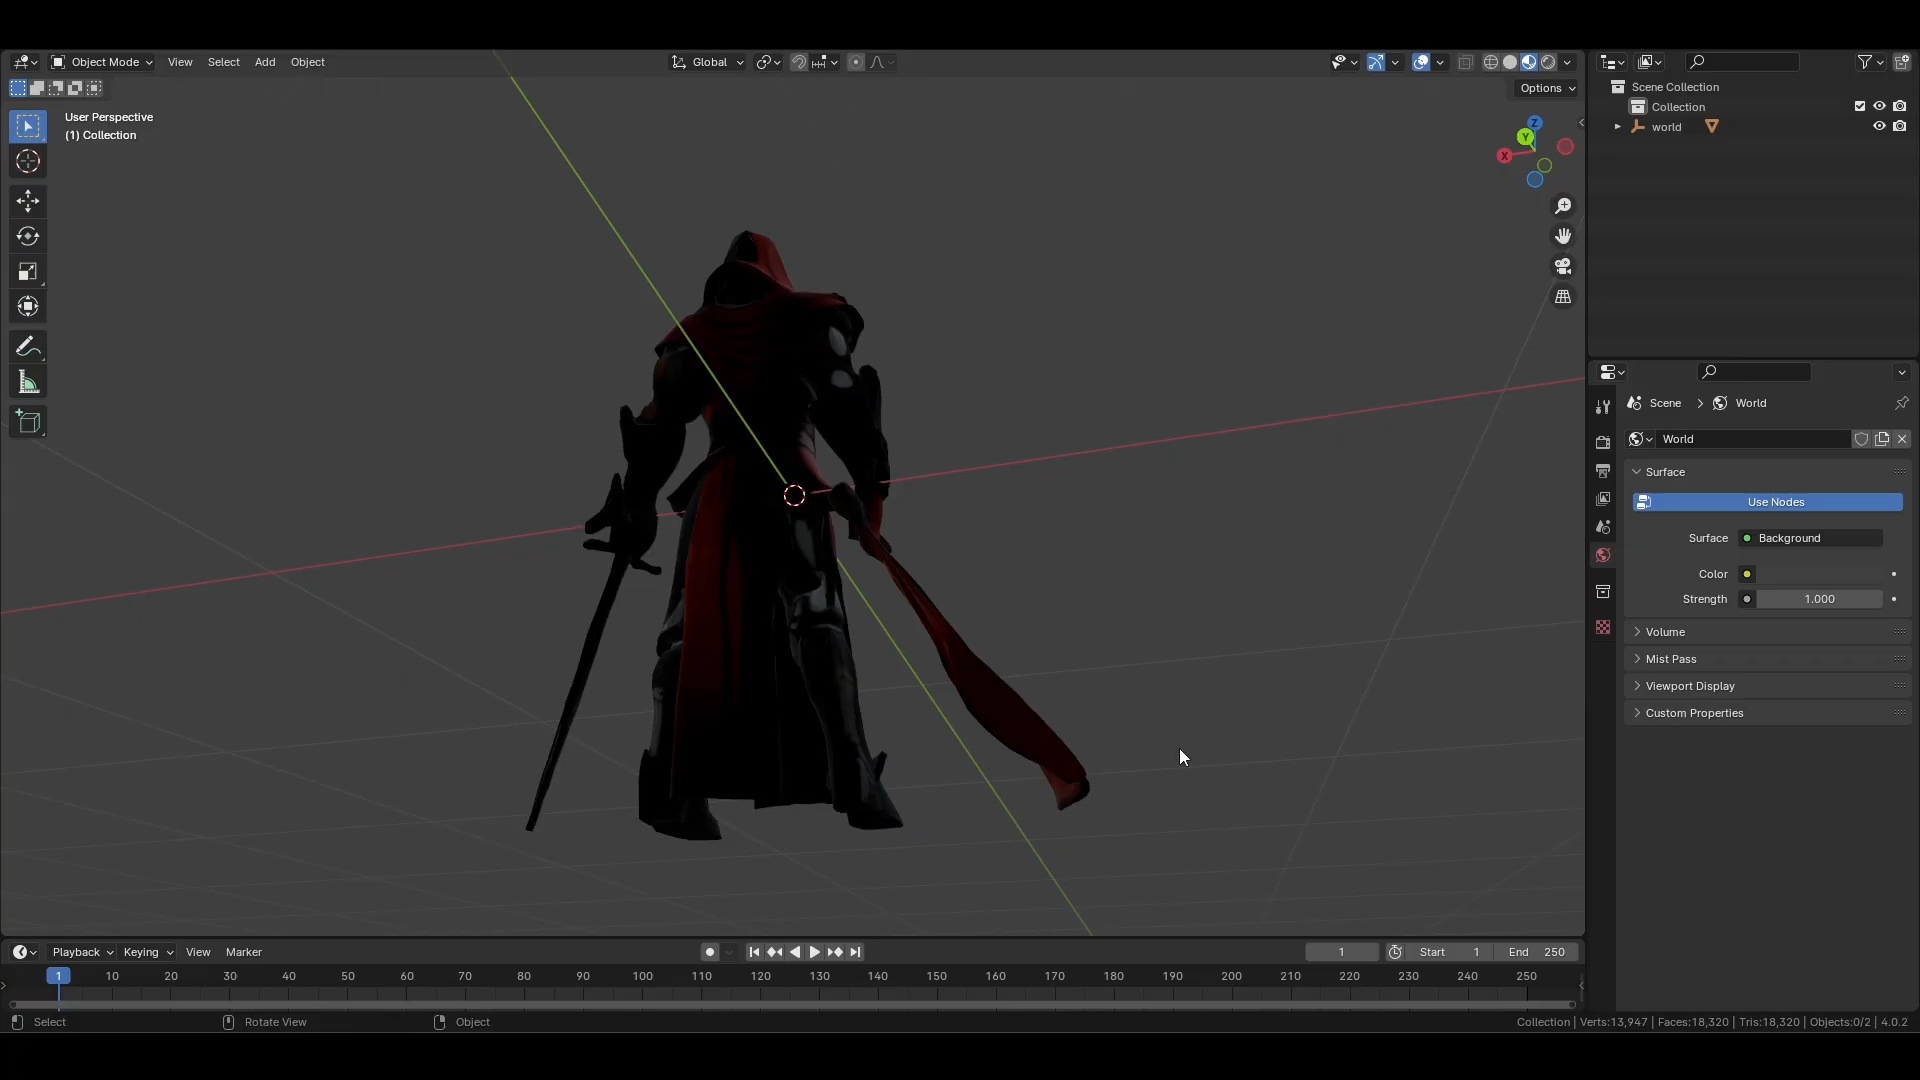 Object Mode View Select Add Object Global
Options
User Perspective
(1) Collection
Z
Y
X
Scene Collection
Collection
world
Scene > World
World
Surface
Use Nodes
Surface Background
Color
Strength 1.000
Volume
Mist Pass
Viewport Display
Custom Properties
Playback Keying View Marker 1 Start 1 End 250
1 10 20 30 40 50 60 70 80 90 100 110 120 130 140 150 160 170 180 190 200 210 220 230 240 250
Select Rotate View Object Collection | Verts:13,947 | Faces:18,320 | Tris:18,320 | Objects:0/2 | 4.0.2